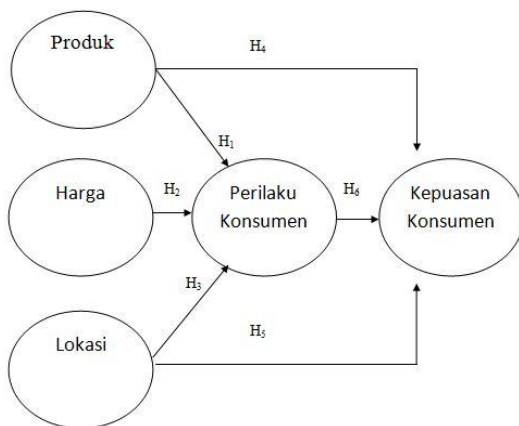 Produk
H₄
H₁
Harga
H₂
Perilaku
Konsumen
H₆
Kepuasan
Konsumen
H₃
Lokasi
H₅